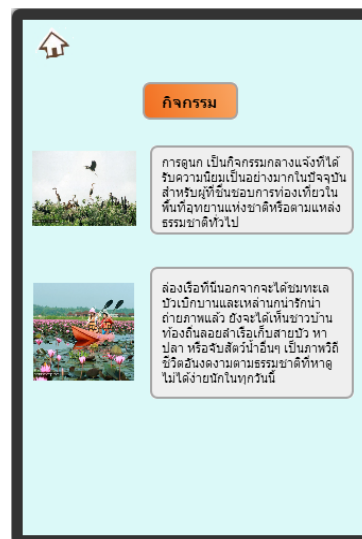 กิจกรรม
การดูนก เป็นกิจกรรมกลางแจ้งที่ได้
รับความนิยมเป็นอย่างมากในปัจจุบัน
สำหรับผู้ที่ชื่นชอบการท่องเที่ยวใน
พื้นที่อุทยานแห่งชาติหรือตามแหล่ง
ธรรมชาติทั่วไป
ล่องเรือที่นี่นอกจากจะได้ชมทะเล
บัวเบิกบานและเหล่านกน่ารักน่า
ถ่ายภาพแล้ว ยังจะได้เห็นชาวบ้าน
ท้องถิ่นลอยลำเรือเก็บสายบัว หา
ปลา หรือจับสัตว์น้ำอื่นๆ เป็นภาพวิถี
ชีวิตอันงดงามตามธรรมชาติที่หาดู
ไม่ได้ง่ายนักในทุกวันนี้